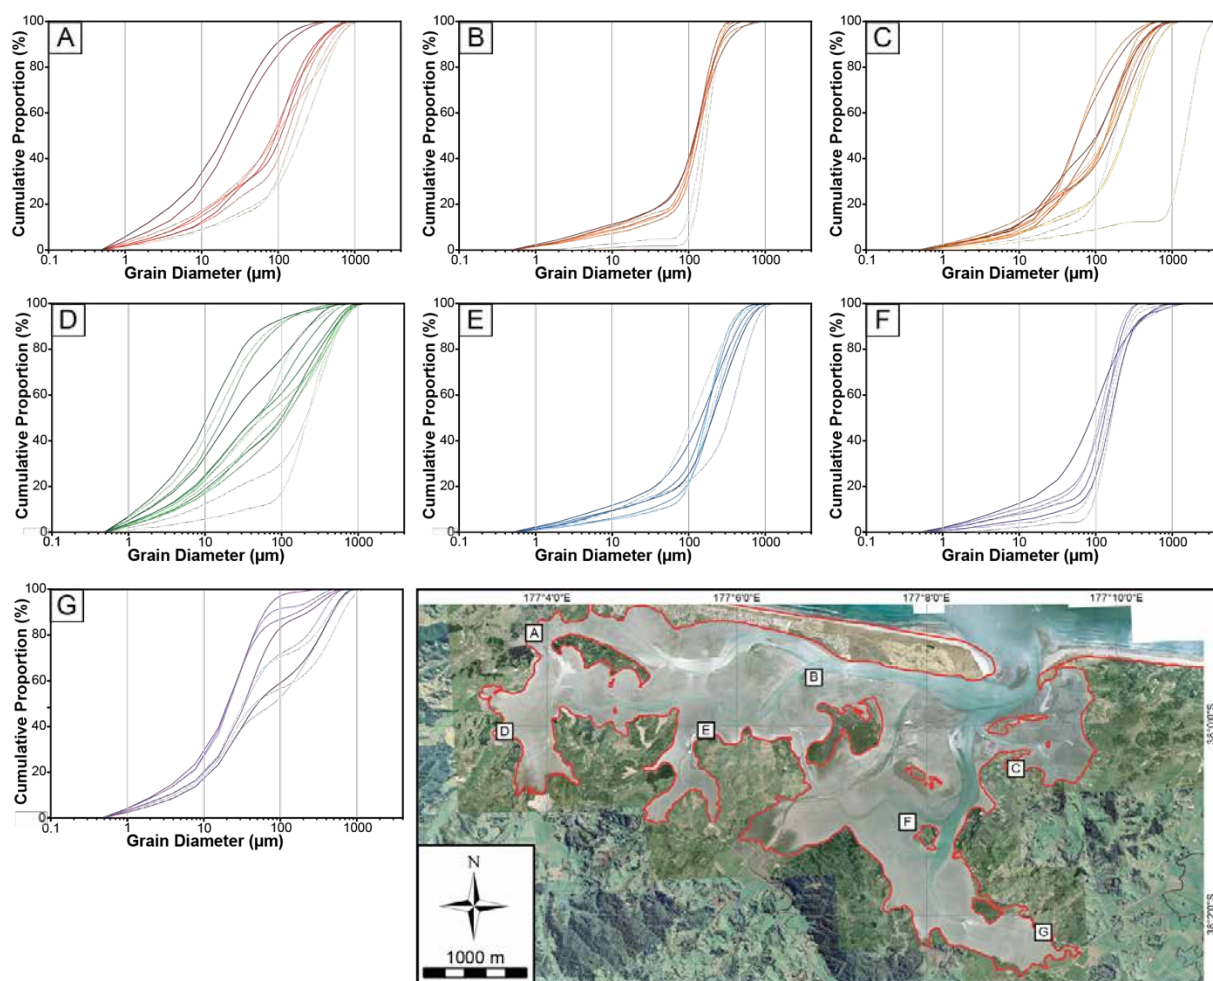 A
B
C
Cumulative Proportion (%)
100
80
60
40
20
0
0.1 1 10 100 1000
Grain Diameter (µm)
Cumulative Proportion (%)
100
80
60
40
20
0
0.1 1 10 100 1000
Grain Diameter (µm)
Cumulative Proportion (%)
100
80
60
40
20
0
0.1 1 10 100 1000
Grain Diameter (µm)
D
E
F
Cumulative Proportion (%)
100
80
60
40
20
0
0.1 1 10 100 1000
Grain Diameter (µm)
Cumulative Proportion (%)
100
80
60
40
20
0
0.1 1 10 100 1000
Grain Diameter (µm)
Cumulative Proportion (%)
100
80
60
40
20
0
0.1 1 10 100 1000
Grain Diameter (µm)
G
Cumulative Proportion (%)
100
80
60
40
20
0
0.1 1 10 100 1000
Grain Diameter (µm)
177°4'0"E 177°6'0"E 177°8'0"E 177°10'0"E
A
B
D
E
C
F
G
38°0'0"S
38°2'0"S
N
1000 m